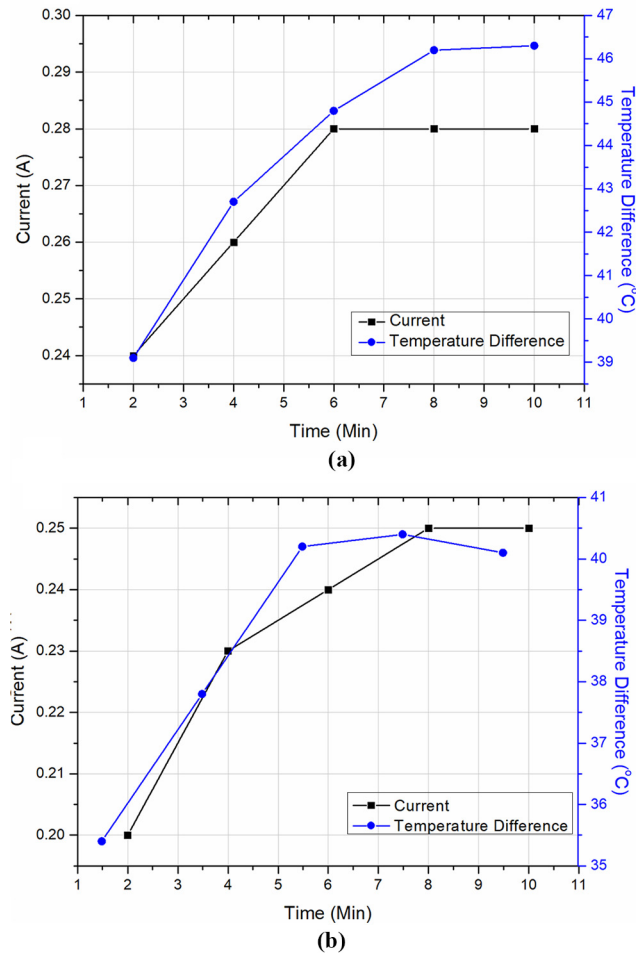 0.30
0.29
0.28
0.27
0.26
0.25
0.24
Current (A)
47
46
45
44
43
42
41
40
39
Temperature Difference (°C)
Current
Temperature Difference
1 2 3 4 5 6 7 8 9 10 11
Time (Min)
(a)
0.25
0.24
0.23
0.22
0.21
0.20
Current (A)
41
40
39
38
37
36
35
Temperature Difference (°C)
Current
Temperature Difference
1 2 3 4 5 6 7 8 9 10 11
Time (Min)
(b)